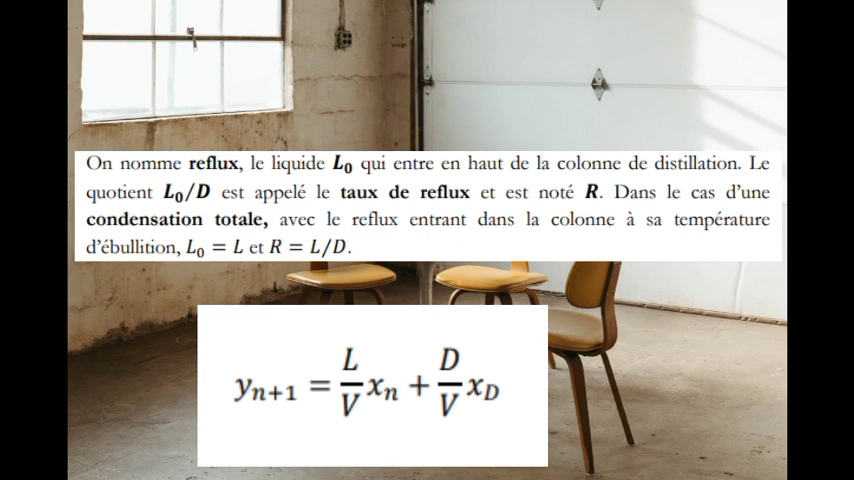 On nomme reflux, le liquide L₀ qui entre en haut de la colonne de distillation. Le
quotient L₀/D est appelé le taux de reflux et est noté R. Dans le cas d’une
condensation totale, avec le reflux entrant dans la colonne à sa température
d’ébullition, L₀ = L et R = L/D.
yₙ₊₁ = L/V xₙ + D/V x_D